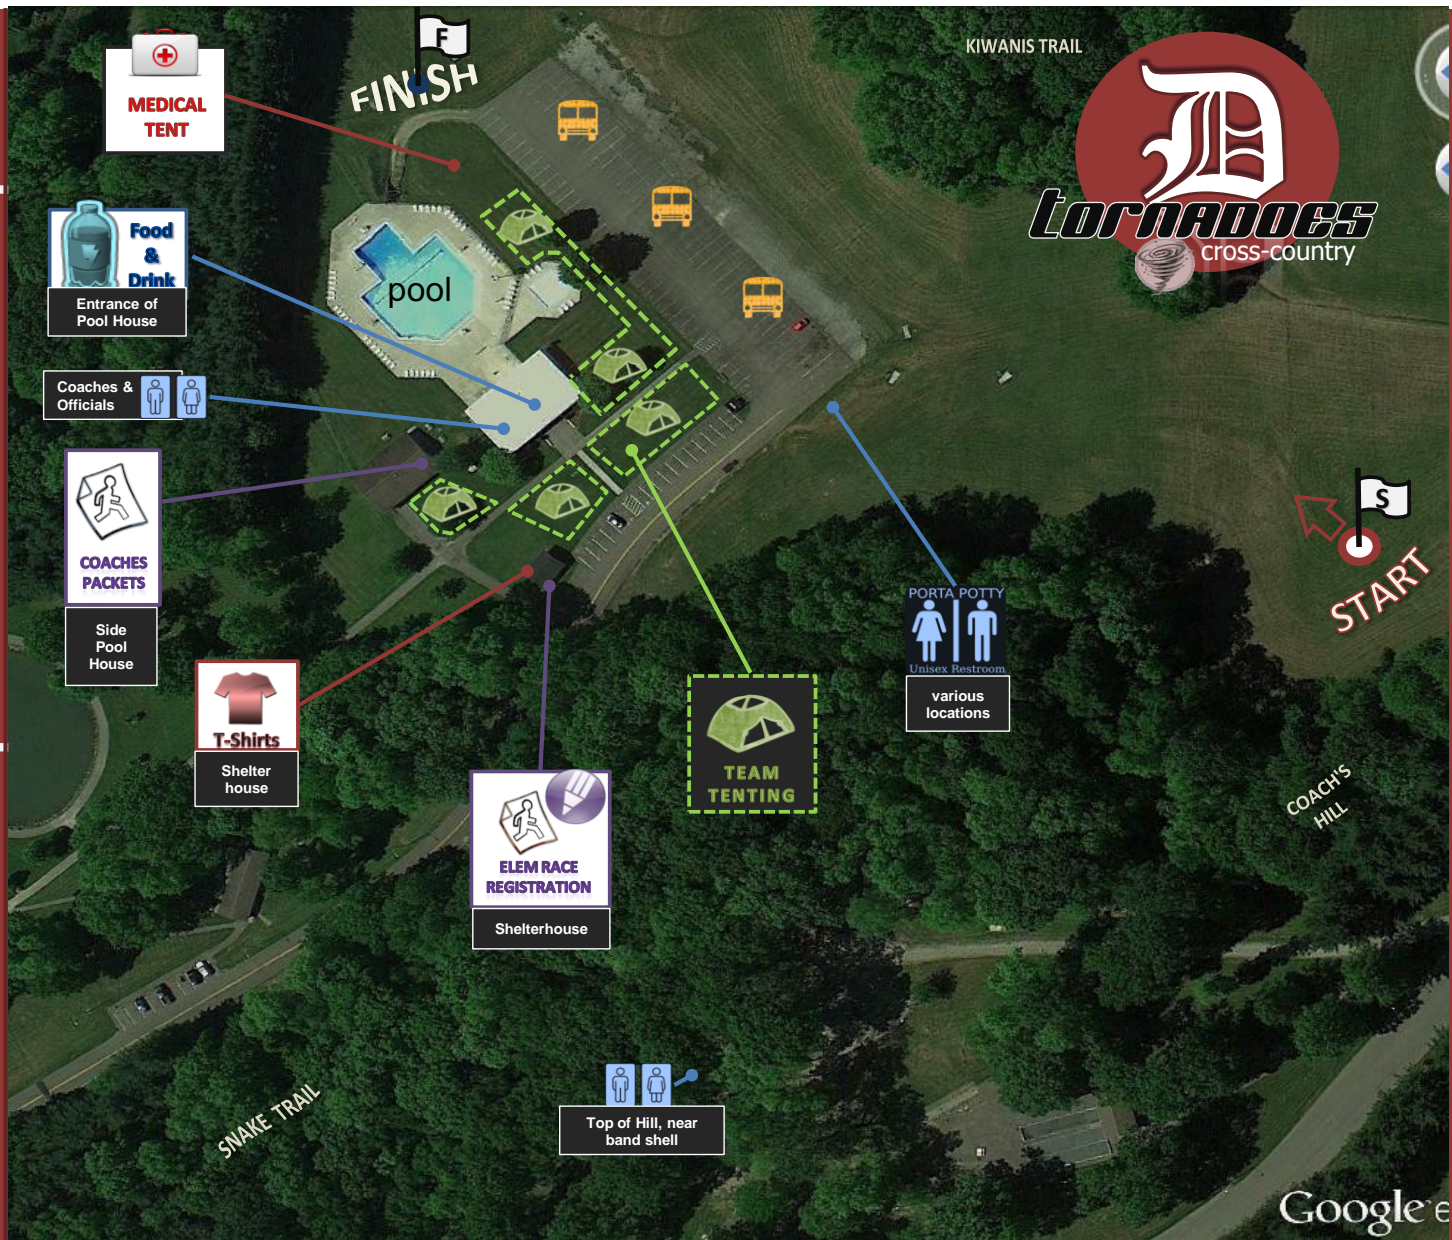 F
FINISH
KIWANIS TRAIL
MEDICAL
TENT
D
TORNADOES
cross-country
Food
&
Drink
Entrance of
Pool House
pool
Coaches &
Officials
COACHES
PACKETS
Side
Pool
House
S
START
PORTA POTTY
Unisex Restroom
various
locations
T-Shirts
Shelter
house
TEAM
TENTING
COACH'S
HILL
ELEM RACE
REGISTRATION
Shelterhouse
SNAKE TRAIL
Top of Hill, near
band shell
Google e